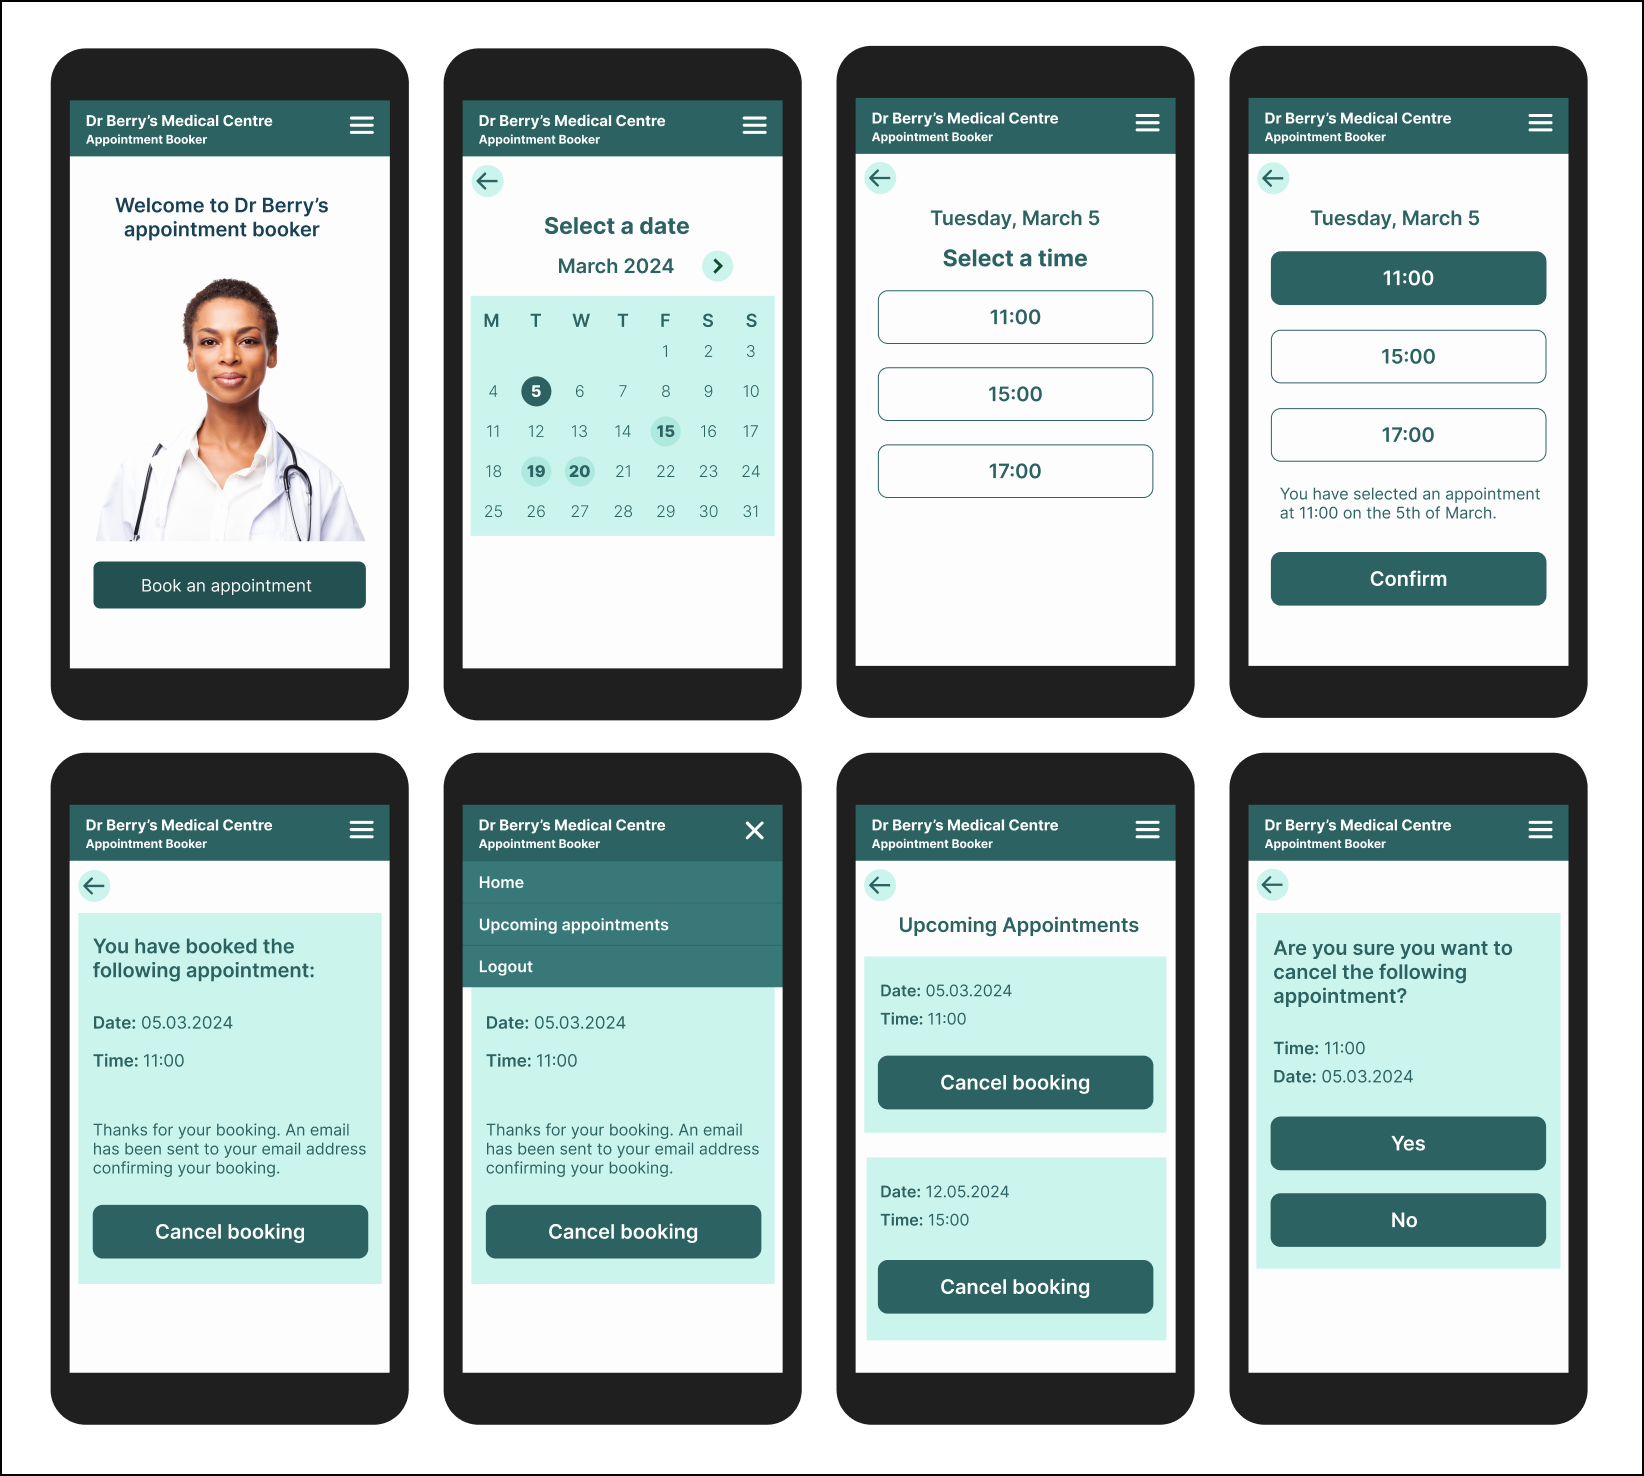 Dr Berry's Medical Centre
Appointment Booker
Welcome to Dr Berry's
appointment booker
Book an appointment
Dr Berry's Medical Centre
Appointment Booker
Select a date
March 2024
M T W T F S S
1 2 3
4 5 6 7 8 9 10
11 12 13 14 15 16 17
18 19 20 21 22 23 24
25 26 27 28 29 30 31
Dr Berry's Medical Centre
Appointment Booker
Tuesday, March 5
Select a time
11:00
15:00
17:00
Dr Berry's Medical Centre
Appointment Booker
Tuesday, March 5
11:00
15:00
17:00
You have selected an appointment
at 11:00 on the 5th of March.
Confirm
Dr Berry's Medical Centre
Appointment Booker
You have booked the
following appointment:
Date: 05.03.2024
Time: 11:00
Thanks for your booking. An email
has been sent to your email address
confirming your booking.
Cancel booking
Dr Berry's Medical Centre
Appointment Booker
Home
Upcoming appointments
Logout
Date: 05.03.2024
Time: 11:00
Thanks for your booking. An email
has been sent to your email address
confirming your booking.
Cancel booking
Dr Berry's Medical Centre
Appointment Booker
Upcoming Appointments
Date: 05.03.2024
Time: 11:00
Cancel booking
Date: 12.05.2024
Time: 15:00
Cancel booking
Dr Berry's Medical Centre
Appointment Booker
Are you sure you want to
cancel the following
appointment?
Time: 11:00
Date: 05.03.2024
Yes
No